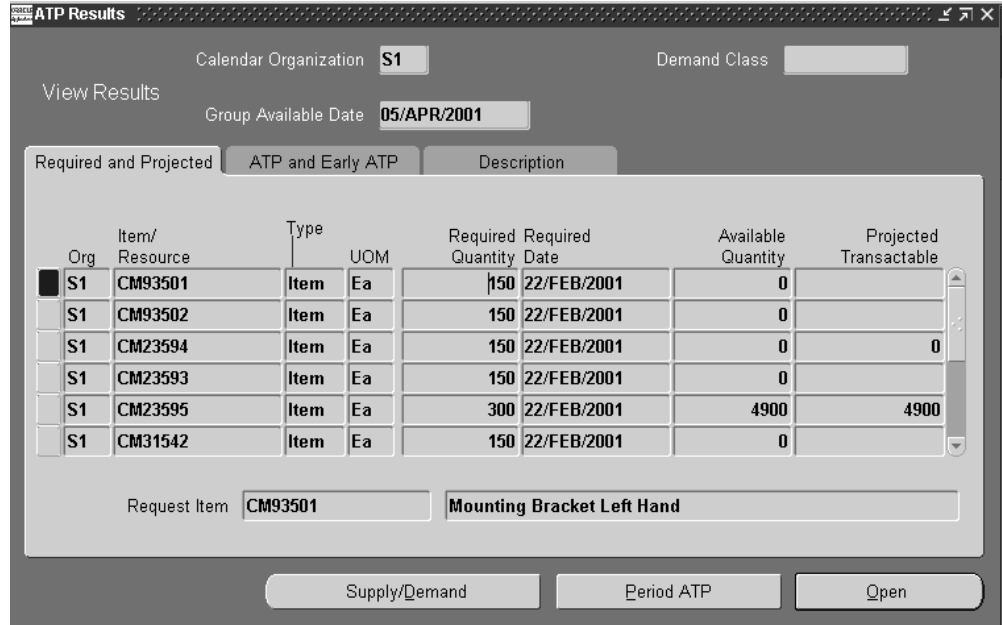 ATP Results
Calendar Organization S1 Demand Class
View Results
Group Available Date 05/APR/2001
Required and Projected ATP and Early ATP Description
Type
Item/ Required Required Available Projected
Org Resource UOM Quantity Date Quantity Transactable
S1 CM93501 Item Ea 150 22/FEB/2001 0
S1 CM93502 Item Ea 150 22/FEB/2001 0
S1 CM23594 Item Ea 150 22/FEB/2001 0 0
S1 CM23593 Item Ea 150 22/FEB/2001 0
S1 CM23595 Item Ea 300 22/FEB/2001 4900 4900
S1 CM31542 Item Ea 150 22/FEB/2001 0
Request Item CM93501 Mounting Bracket Left Hand
Supply/Demand Period ATP Open